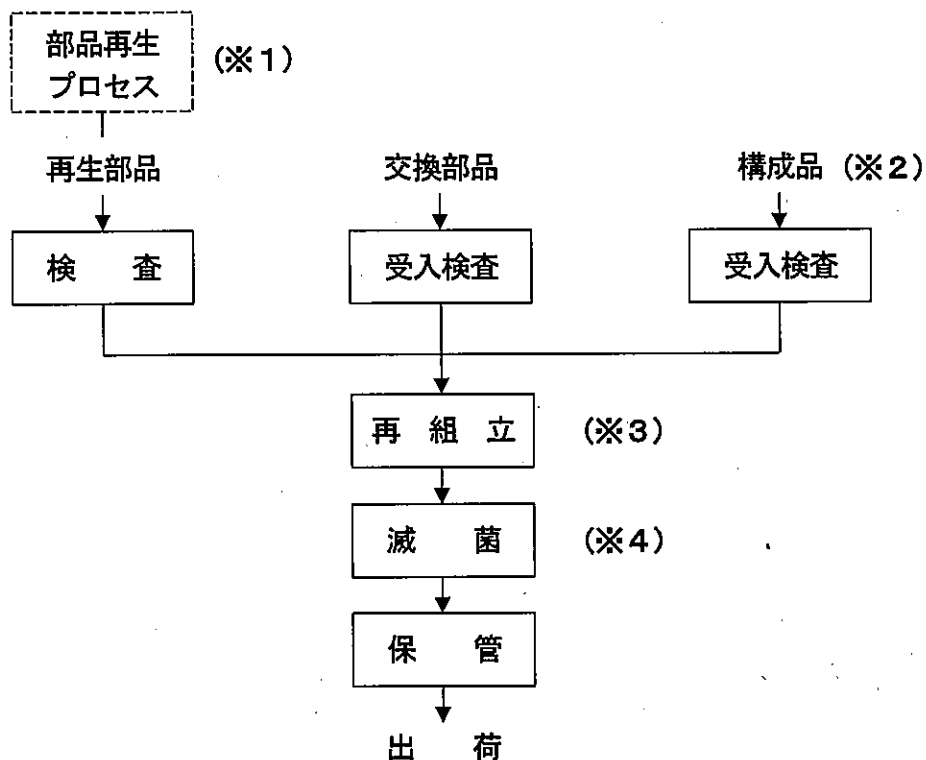 部品再生
プロセス
(※1)
再生部品
交換部品
構成品 (※2)
検 査
受入検査
受入検査
再 組 立
(※3)
滅 菌
(※4)
保 管
出 荷